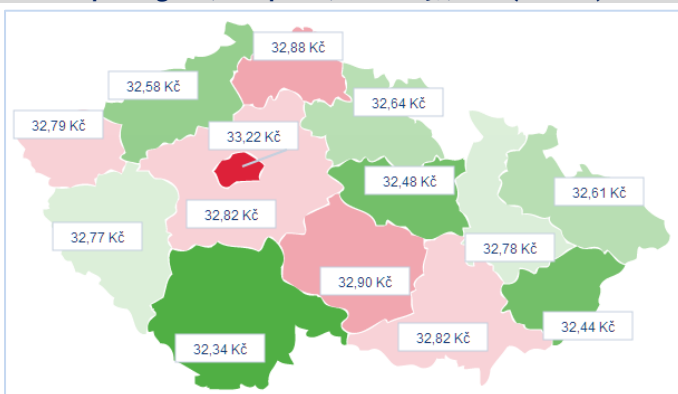 32,88 Kč
32,58 Kč
32,64 Kč
32,79 Kč
33,22 Kč
32,48 Kč
32,61 Kč
32,82 Kč
32,77 Kč
32,78 Kč
32,90 Kč
32,44 Kč
32,82 Kč
32,34 Kč